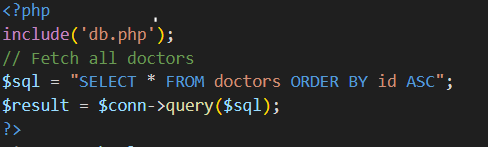 <?php
include('db.php');
// Fetch all doctors
$sql = "SELECT * FROM doctors ORDER BY id ASC";
$result = $conn->query($sql);
?>